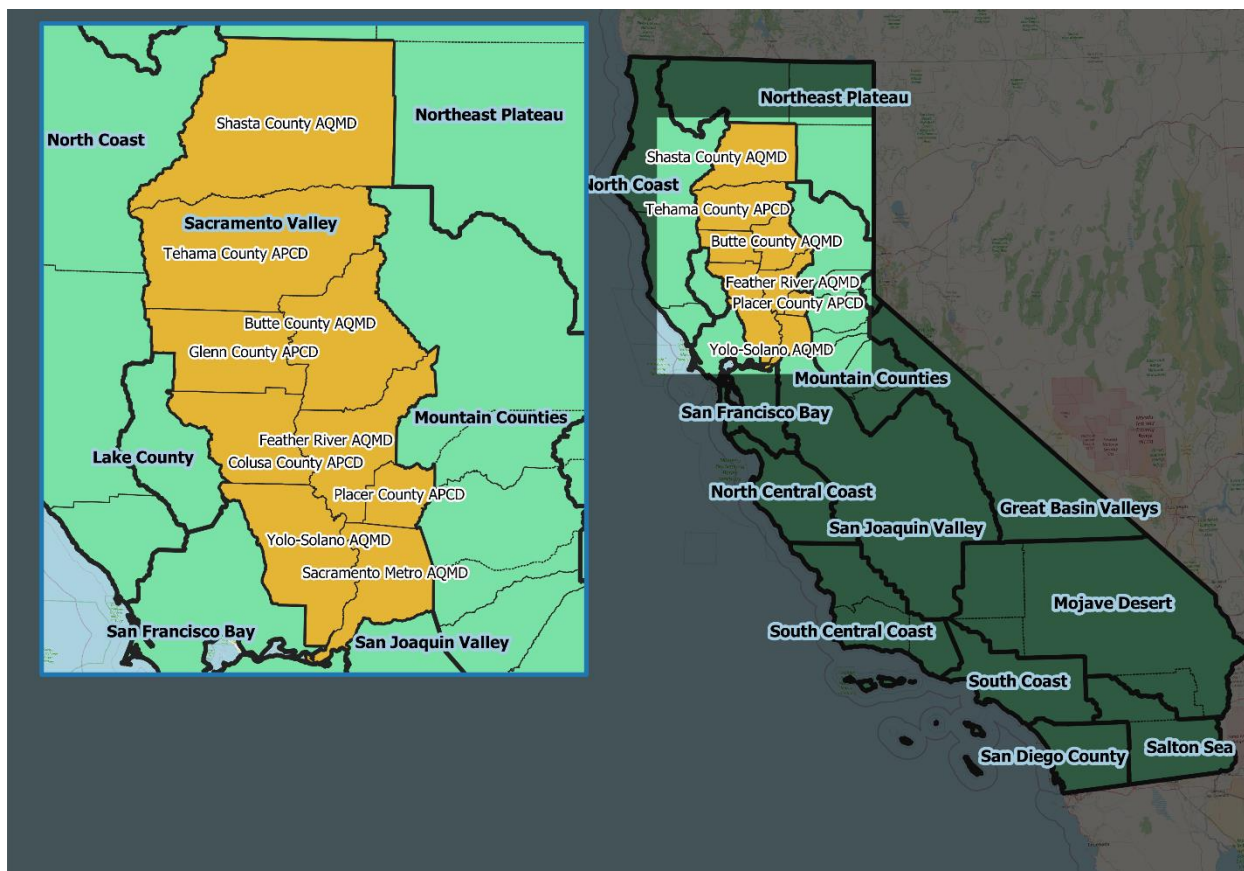 Shasta County AQMD
Northeast Plateau
North Coast
Sacramento Valley
Tehama County APCD
Butte County AQMD
Glenn County APCD
Mountain Counties
Feather River AQMD
Lake County
Colusa County APCD
Placer County APCD
Yolo-Solano AQMD
Sacramento Metro AQMD
San Francisco Bay
San Joaquin Valley
Northeast Plateau
Shasta County AQMD
North Coast
Tehama County APCD
Butte County AQMD
Feather River AQMD
Placer County APCD
Yolo-Solano AQMD
Mountain Counties
San Francisco Bay
North Central Coast
San Joaquin Valley
Great Basin Valleys
Mojave Desert
South Central Coast
South Coast
San Diego County
Salton Sea